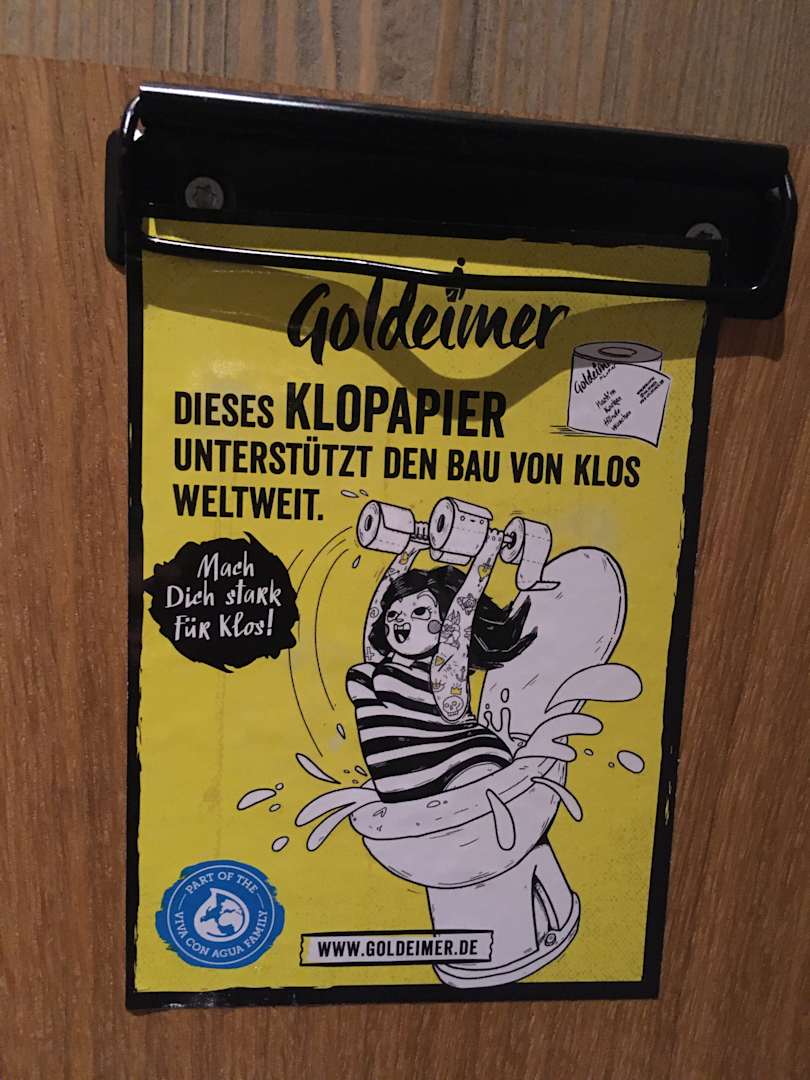 Goldeimer
DIESES KLOPAPIER
UNTERSTÜTZT DEN BAU VON KLOS
WELTWEIT.
Goldeimer
Mach
Dich stark
für Klos!
PART OF THE
VIVA CON AGUA FAMILY
WWW.GOLDEIMER.DE